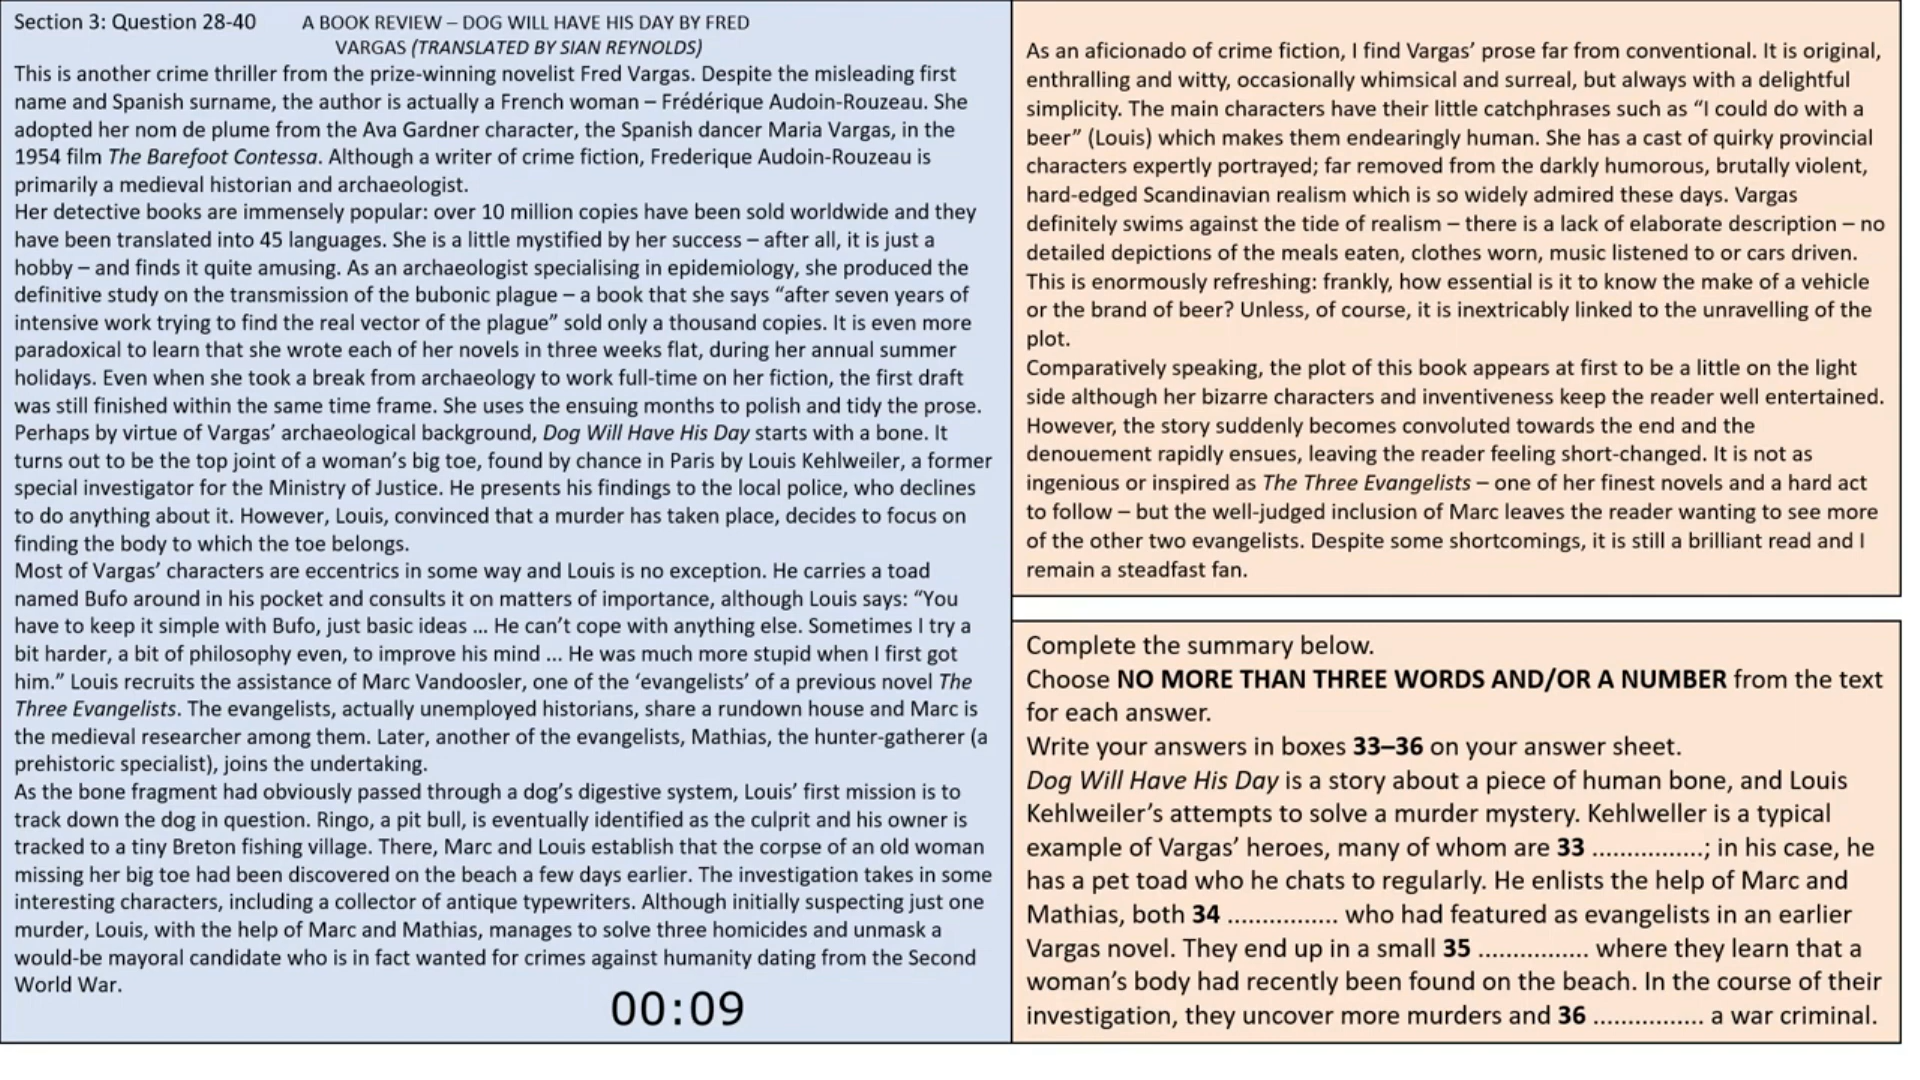 Section 3: Question 28-40 A BOOK REVIEW – DOG WILL HAVE HIS DAY BY FRED
VARGAS (TRANSLATED BY SIAN REYNOLDS)
This is another crime thriller from the prize-winning novelist Fred Vargas. Despite the misleading first
name and Spanish surname, the author is actually a French woman – Frédérique Audoin-Rouzeau. She
adopted her nom de plume from the Ava Gardner character, the Spanish dancer Maria Vargas, in the
1954 film The Barefoot Contessa. Although a writer of crime fiction, Frederique Audoin-Rouzeau is
primarily a medieval historian and archaeologist.
Her detective books are immensely popular: over 10 million copies have been sold worldwide and they
have been translated into 45 languages. She is a little mystified by her success – after all, it is just a
hobby – and finds it quite amusing. As an archaeologist specialising in epidemiology, she produced the
definitive study on the transmission of the bubonic plague – a book that she says “after seven years of
intensive work trying to find the real vector of the plague” sold only a thousand copies. It is even more
paradoxical to learn that she wrote each of her novels in three weeks flat, during her annual summer
holidays. Even when she took a break from archaeology to work full-time on her fiction, the first draft
was still finished within the same time frame. She uses the ensuing months to polish and tidy the prose.
Perhaps by virtue of Vargas’ archaeological background, Dog Will Have His Day starts with a bone. It
turns out to be the top joint of a woman’s big toe, found by chance in Paris by Louis Kehlweiler, a former
special investigator for the Ministry of Justice. He presents his findings to the local police, who declines
to do anything about it. However, Louis, convinced that a murder has taken place, decides to focus on
finding the body to which the toe belongs.
Most of Vargas’ characters are eccentrics in some way and Louis is no exception. He carries a toad
named Bufo around in his pocket and consults it on matters of importance, although Louis says: “You
have to keep it simple with Bufo, just basic ideas ... He can’t cope with anything else. Sometimes I try a
bit harder, a bit of philosophy even, to improve his mind ... He was much more stupid when I first got
him.” Louis recruits the assistance of Marc Vandoosler, one of the ‘evangelists’ of a previous novel The
Three Evangelists. The evangelists, actually unemployed historians, share a rundown house and Marc is
the medieval researcher among them. Later, another of the evangelists, Mathias, the hunter-gatherer (a
prehistoric specialist), joins the undertaking.
As the bone fragment had obviously passed through a dog’s digestive system, Louis’ first mission is to
track down the dog in question. Ringo, a pit bull, is eventually identified as the culprit and his owner is
tracked to a tiny Breton fishing village. There, Marc and Louis establish that the corpse of an old woman
missing her big toe had been discovered on the beach a few days earlier. The investigation takes in some
interesting characters, including a collector of antique typewriters. Although initially suspecting just one
murder, Louis, with the help of Marc and Mathias, manages to solve three homicides and unmask a
would-be mayoral candidate who is in fact wanted for crimes against humanity dating from the Second
World War.
00:09
As an aficionado of crime fiction, I find Vargas’ prose far from conventional. It is original,
enthralling and witty, occasionally whimsical and surreal, but always with a delightful
simplicity. The main characters have their little catchphrases such as “I could do with a
beer” (Louis) which makes them endearingly human. She has a cast of quirky provincial
characters expertly portrayed; far removed from the darkly humorous, brutally violent,
hard-edged Scandinavian realism which is so widely admired these days. Vargas
definitely swims against the tide of realism – there is a lack of elaborate description – no
detailed depictions of the meals eaten, clothes worn, music listened to or cars driven.
This is enormously refreshing: frankly, how essential is it to know the make of a vehicle
or the brand of beer? Unless, of course, it is inextricably linked to the unravelling of the
plot.
Comparatively speaking, the plot of this book appears at first to be a little on the light
side although her bizarre characters and inventiveness keep the reader well entertained.
However, the story suddenly becomes convoluted towards the end and the
denouement rapidly ensues, leaving the reader feeling short-changed. It is not as
ingenious or inspired as The Three Evangelists – one of her finest novels and a hard act
to follow – but the well-judged inclusion of Marc leaves the reader wanting to see more
of the other two evangelists. Despite some shortcomings, it is still a brilliant read and I
remain a steadfast fan.
Complete the summary below.
Choose NO MORE THAN THREE WORDS AND/OR A NUMBER from the text
for each answer.
Write your answers in boxes 33–36 on your answer sheet.
Dog Will Have His Day is a story about a piece of human bone, and Louis
Kehlweiler’s attempts to solve a murder mystery. Kehlweller is a typical
example of Vargas’ heroes, many of whom are 33 ................; in his case, he
has a pet toad who he chats to regularly. He enlists the help of Marc and
Mathias, both 34 ................ who had featured as evangelists in an earlier
Vargas novel. They end up in a small 35 ................ where they learn that a
woman’s body had recently been found on the beach. In the course of their
investigation, they uncover more murders and 36 ................ a war criminal.